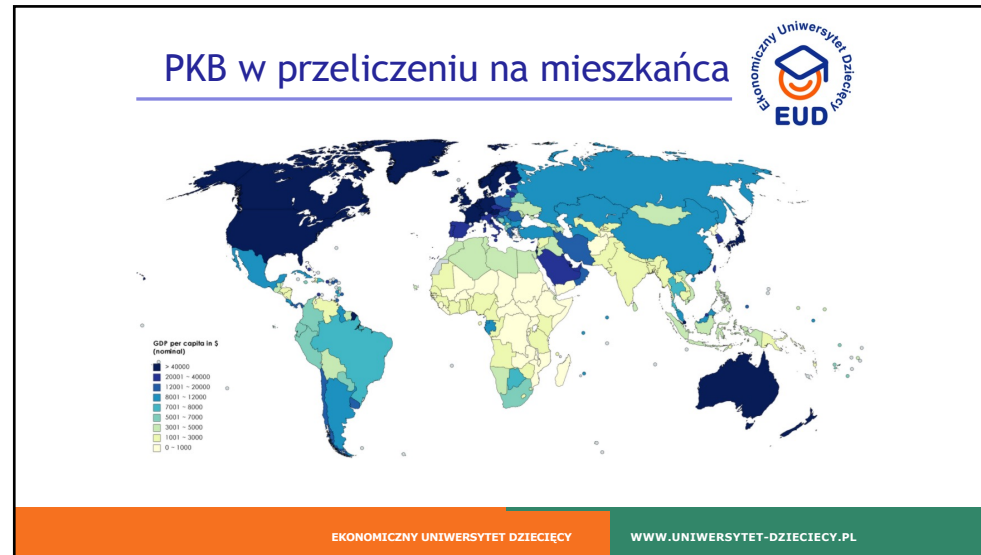 PKB w przeliczeniu na mieszkańca
Ekonomiczny Uniwersytet Dziecięcy
EUD
GDP per capita in $
(nominal)
> 40000
20001 ~ 40000
12001 ~ 20000
8001 ~ 12000
7001 ~ 8000
5001 ~ 7000
3001 ~ 5000
1001 ~ 3000
0 ~ 1000
EKONOMICZNY UNIWERSYTET DZIECIĘCY
WWW.UNIWERSYTET-DZIECIECY.PL